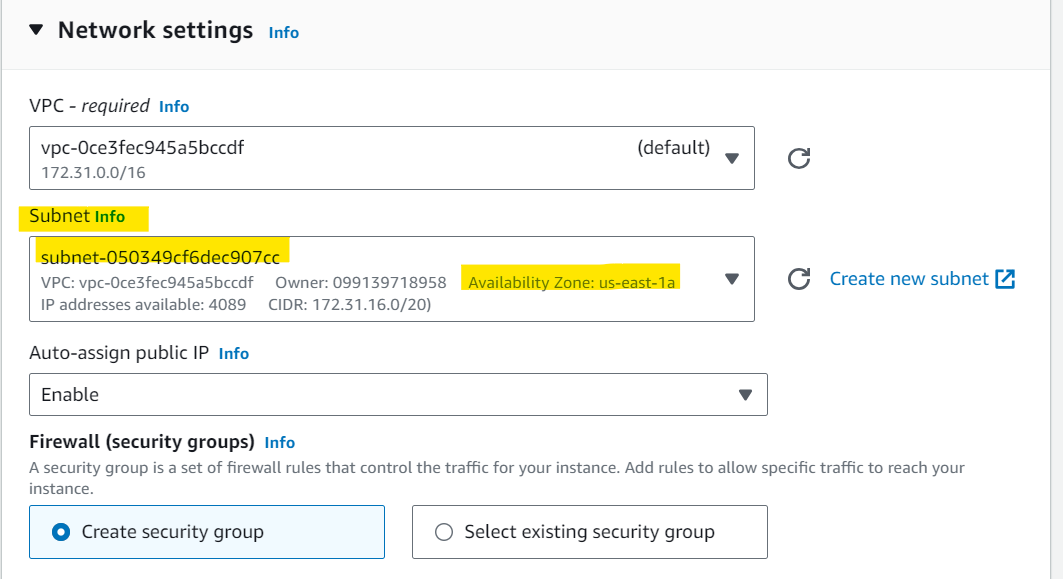 Network settings Info
VPC - required Info
vpc-0ce3fec945a5bccdf (default)
172.31.0.0/16
Subnet Info
subnet-050349cf6dec907cc
VPC: vpc-0ce3fec945a5bccdf Owner: 099139718958 Availability Zone: us-east-1a
IP addresses available: 4089 CIDR: 172.31.16.0/20)
Create new subnet
Auto-assign public IP Info
Enable
Firewall (security groups) Info
A security group is a set of firewall rules that control the traffic for your instance. Add rules to allow specific traffic to reach your
instance.
Create security group Select existing security group